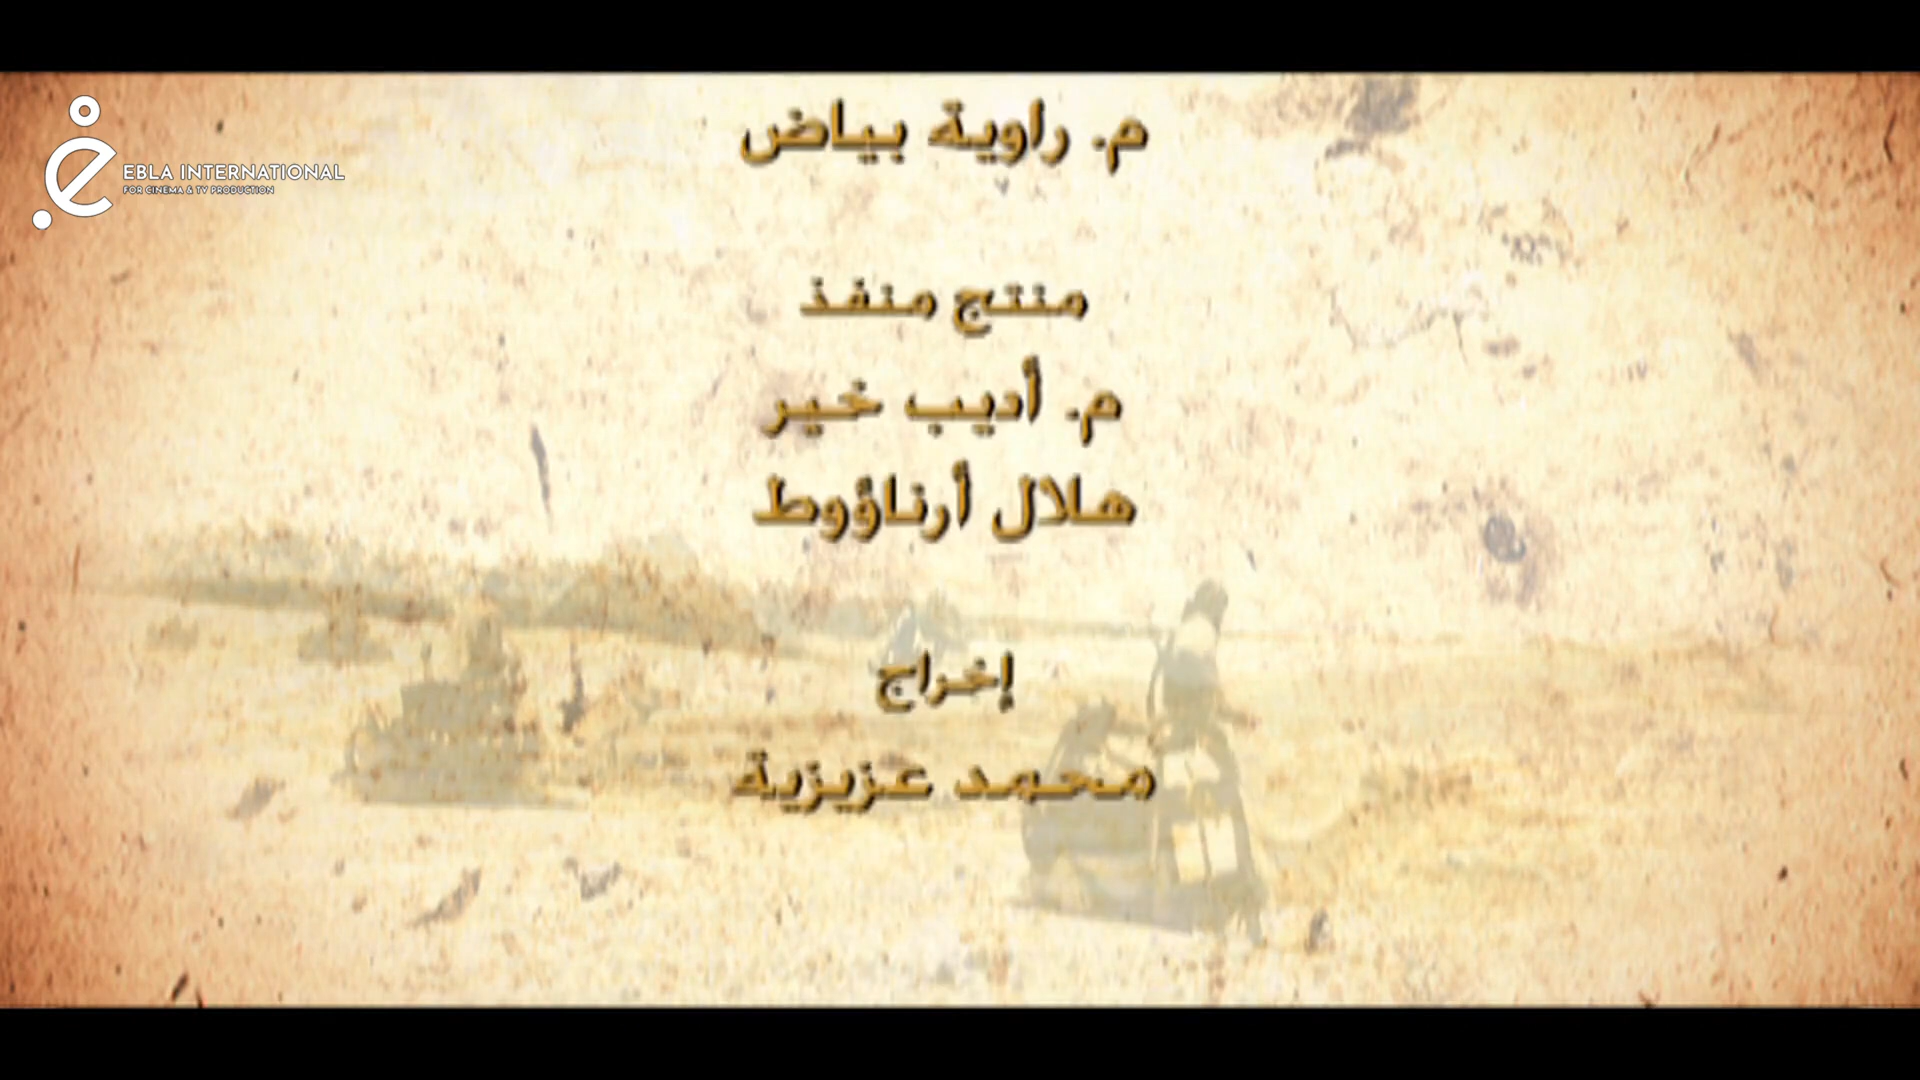 EBLA INTERNATIONAL
FOR CINEMA & TV PRODUCTION
م. راوية بياض
منتج منفذ
م. أديب خير
هلال أرناؤوط
إخراج
محمد عزيزية